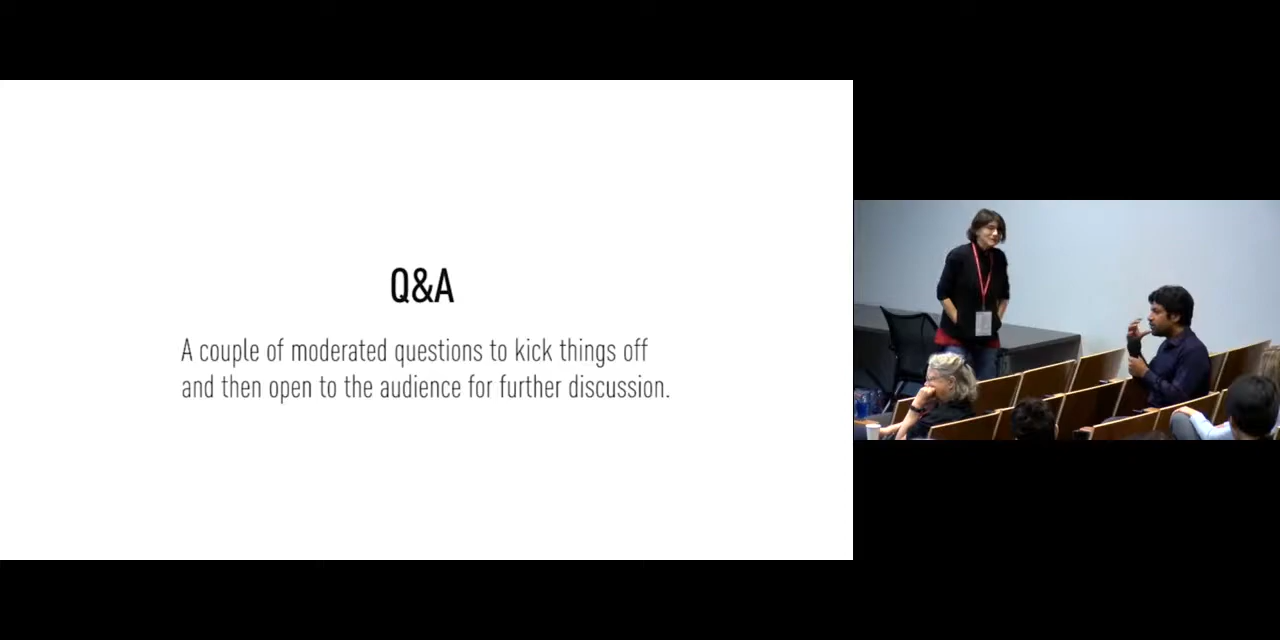 Q&A
A couple of moderated questions to kick things off
and then open to the audience for further discussion.